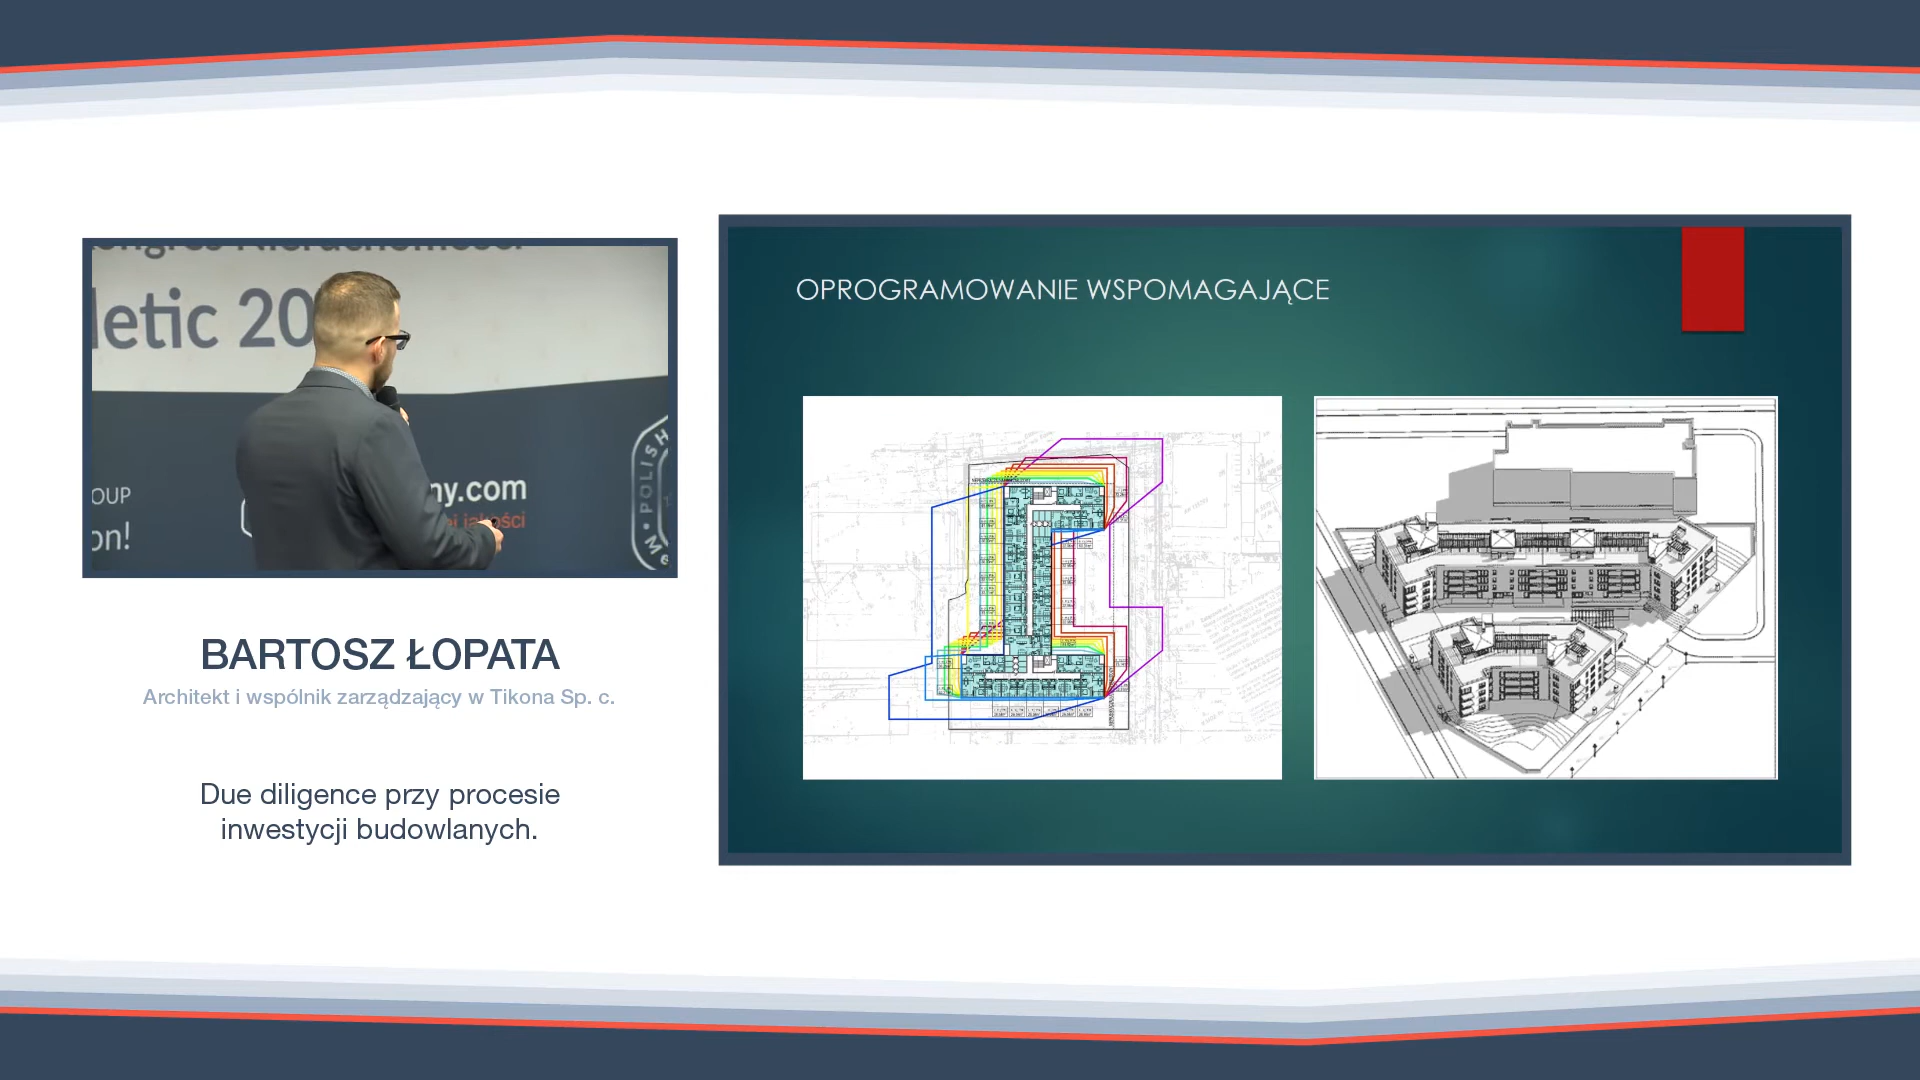 letic 20
OUP
on!
ny.com
jakości
POLISH
BARTOSZ ŁOPATA
Architekt i wspólnik zarządzający w Tikona Sp. c.
Due diligence przy procesie
inwestycji budowlanych.
OPROGRAMOWANIE WSPOMAGAJĄCE